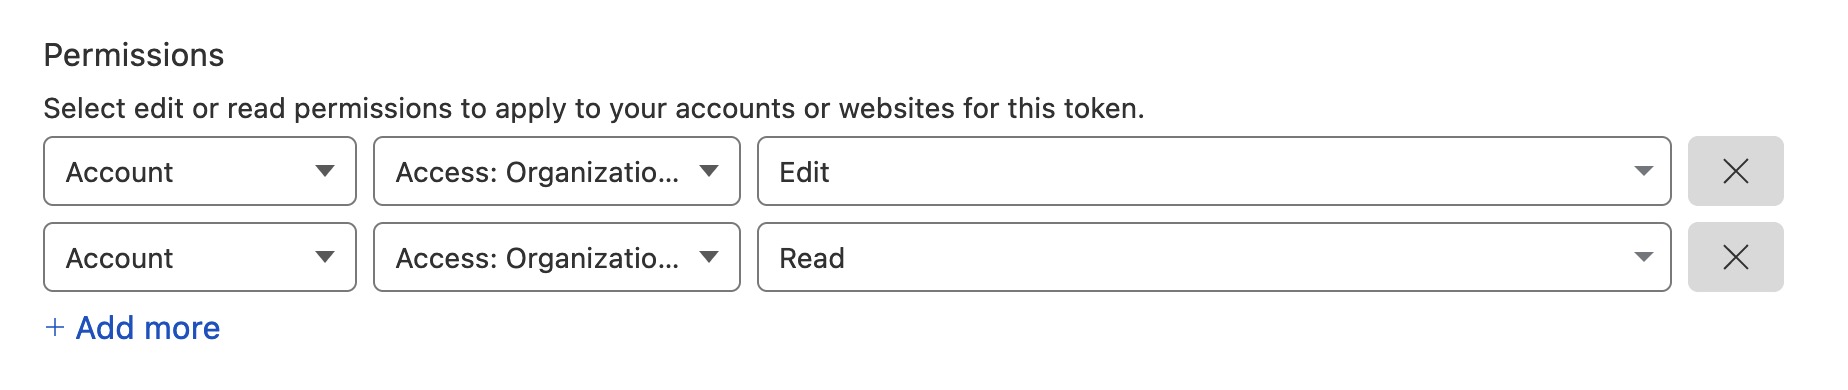 Permissions
Select edit or read permissions to apply to your accounts or websites for this token.
Account Access: Organizatio... Edit
Account Access: Organizatio... Read
+ Add more